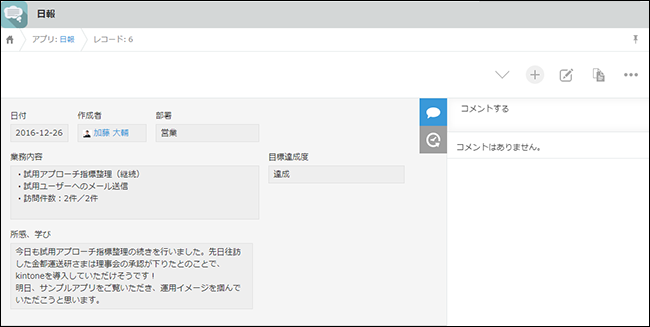 日報
アプリ: 日報
レコード: 6
コメントする
コメントはありません。
日付
作成者
部署
2016-12-26
加藤 大輔
営業
業務内容
目標達成度
・試用アプローチ指標整理（継続）
・試用ユーザーへのメール送信
・訪問件数：2件／2件
達成
所感、学び
今日も試用アプローチ指標整理の続きを行いました。先日往訪
した金都運送研さまは理事会の承認が下りたとのことで、
kintoneを導入していただけそうです！
明日、サンプルアプリをご覧いただき、運用イメージを掴んで
いただこうと思います。